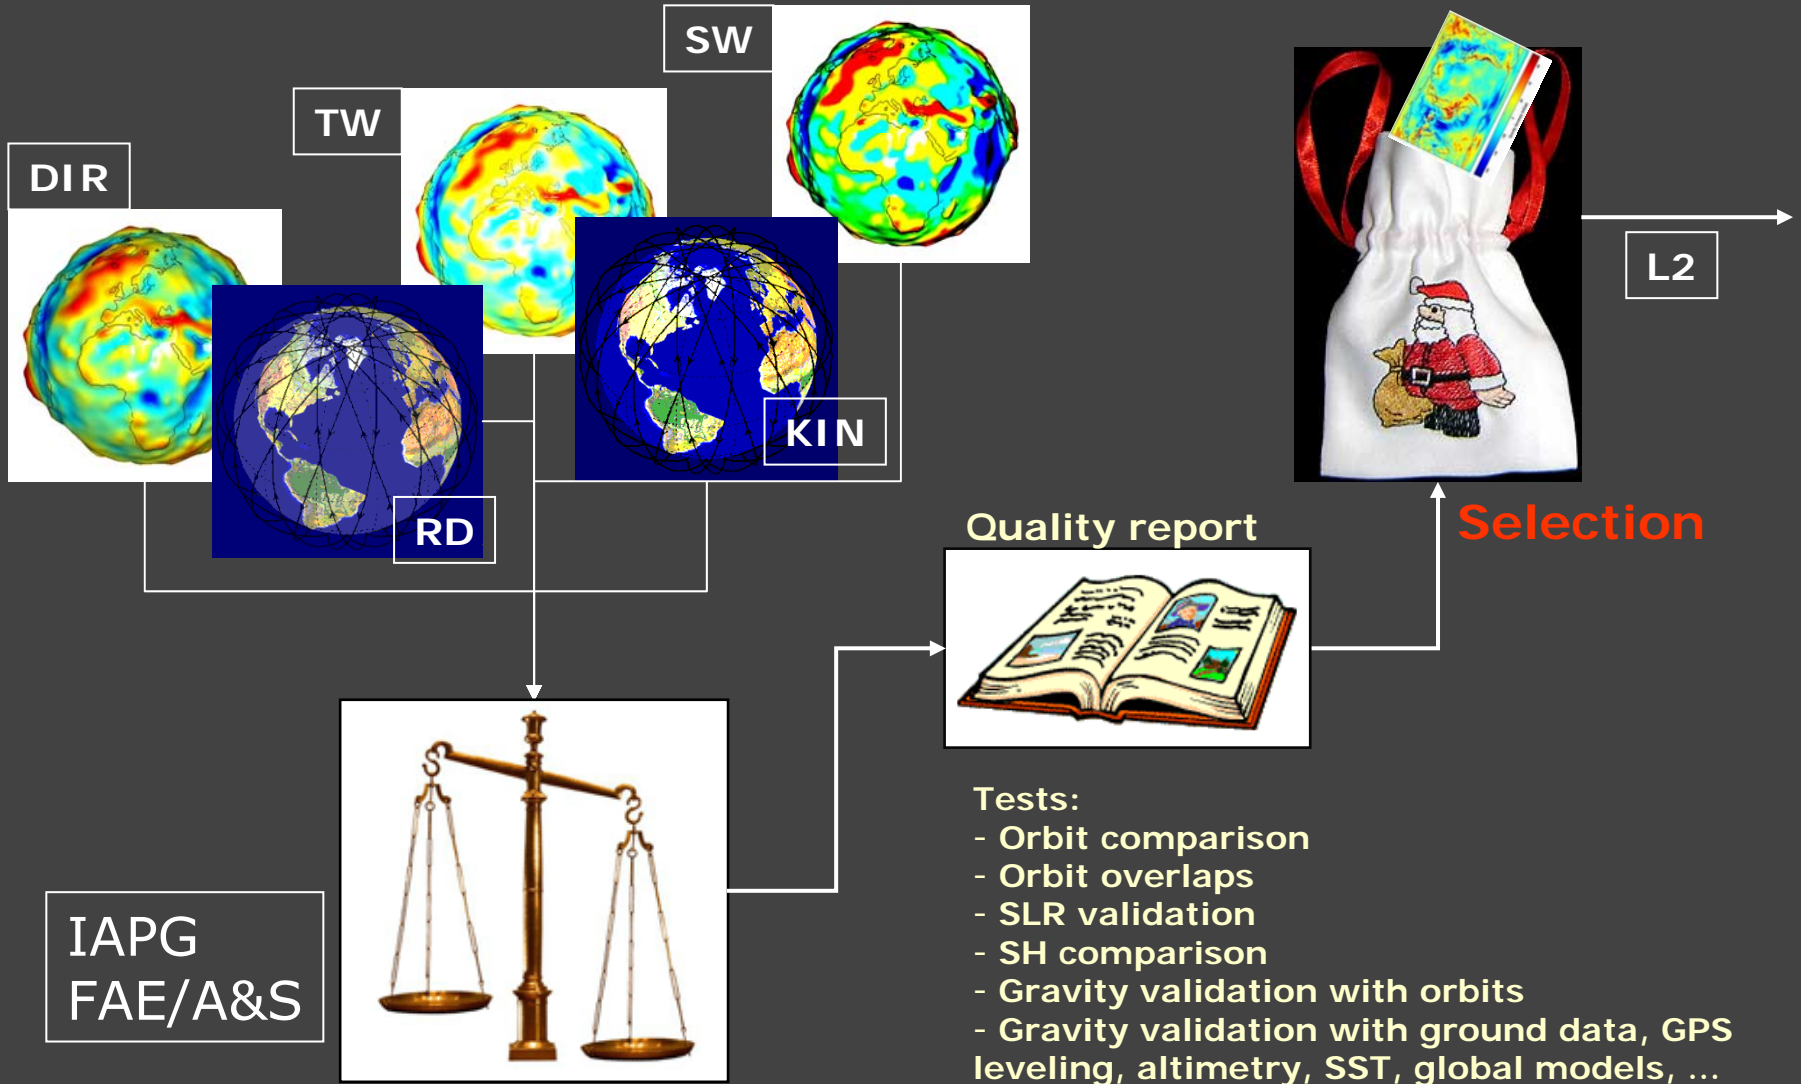 SW
TW
DIR
KIN
RD
L2
Quality report
Selection
IAPG
FAE/A&S
Tests:
- Orbit comparison
- Orbit overlaps
- SLR validation
- SH comparison
- Gravity validation with orbits
- Gravity validation with ground data, GPS
leveling, altimetry, SST, global models, ...